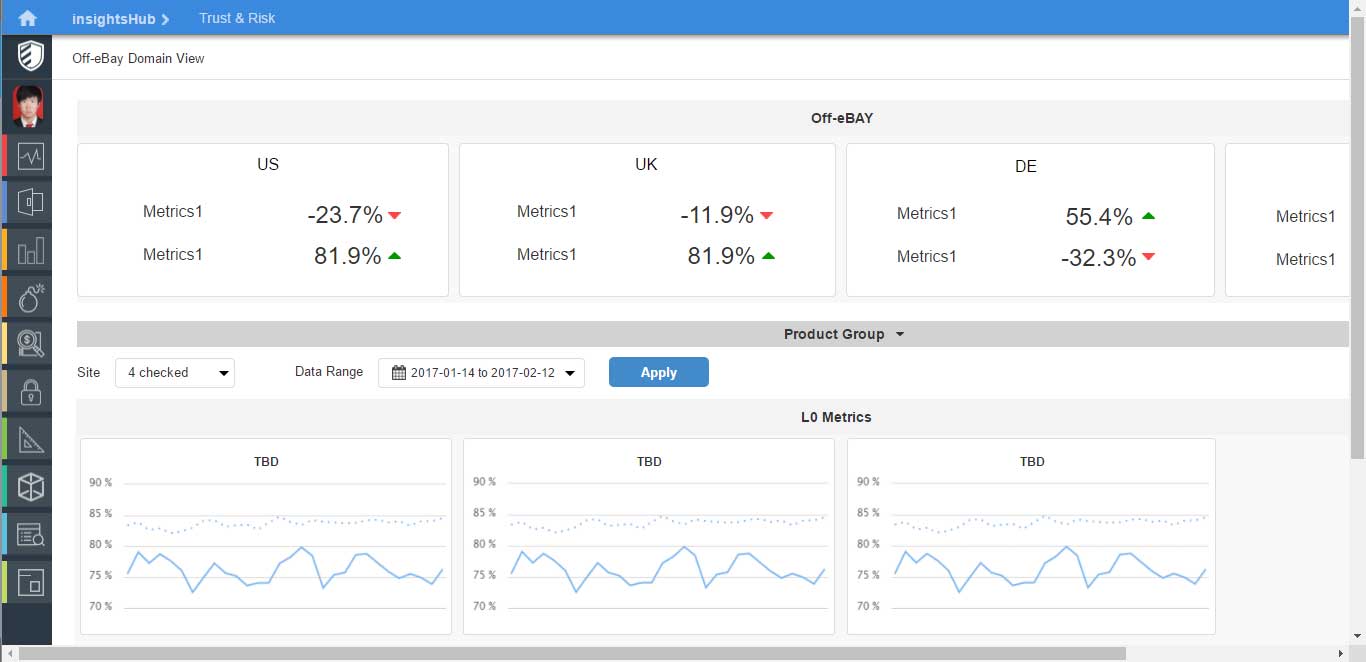 insightsHub Trust & Risk
Off-eBay Domain View
Off-eBAY
US
Metrics1 -23.7%
Metrics1 81.9%
UK
Metrics1 -11.9%
Metrics1 81.9%
DE
Metrics1 55.4%
Metrics1 -32.3%
Metrics1
Metrics1
Product Group
Site 4 checked Data Range 2017-01-14 to 2017-02-12 Apply
L0 Metrics
TBD
90 %
85 %
80 %
75 %
70 %
TBD
90 %
85 %
80 %
75 %
70 %
TBD
90 %
85 %
80 %
75 %
70 %